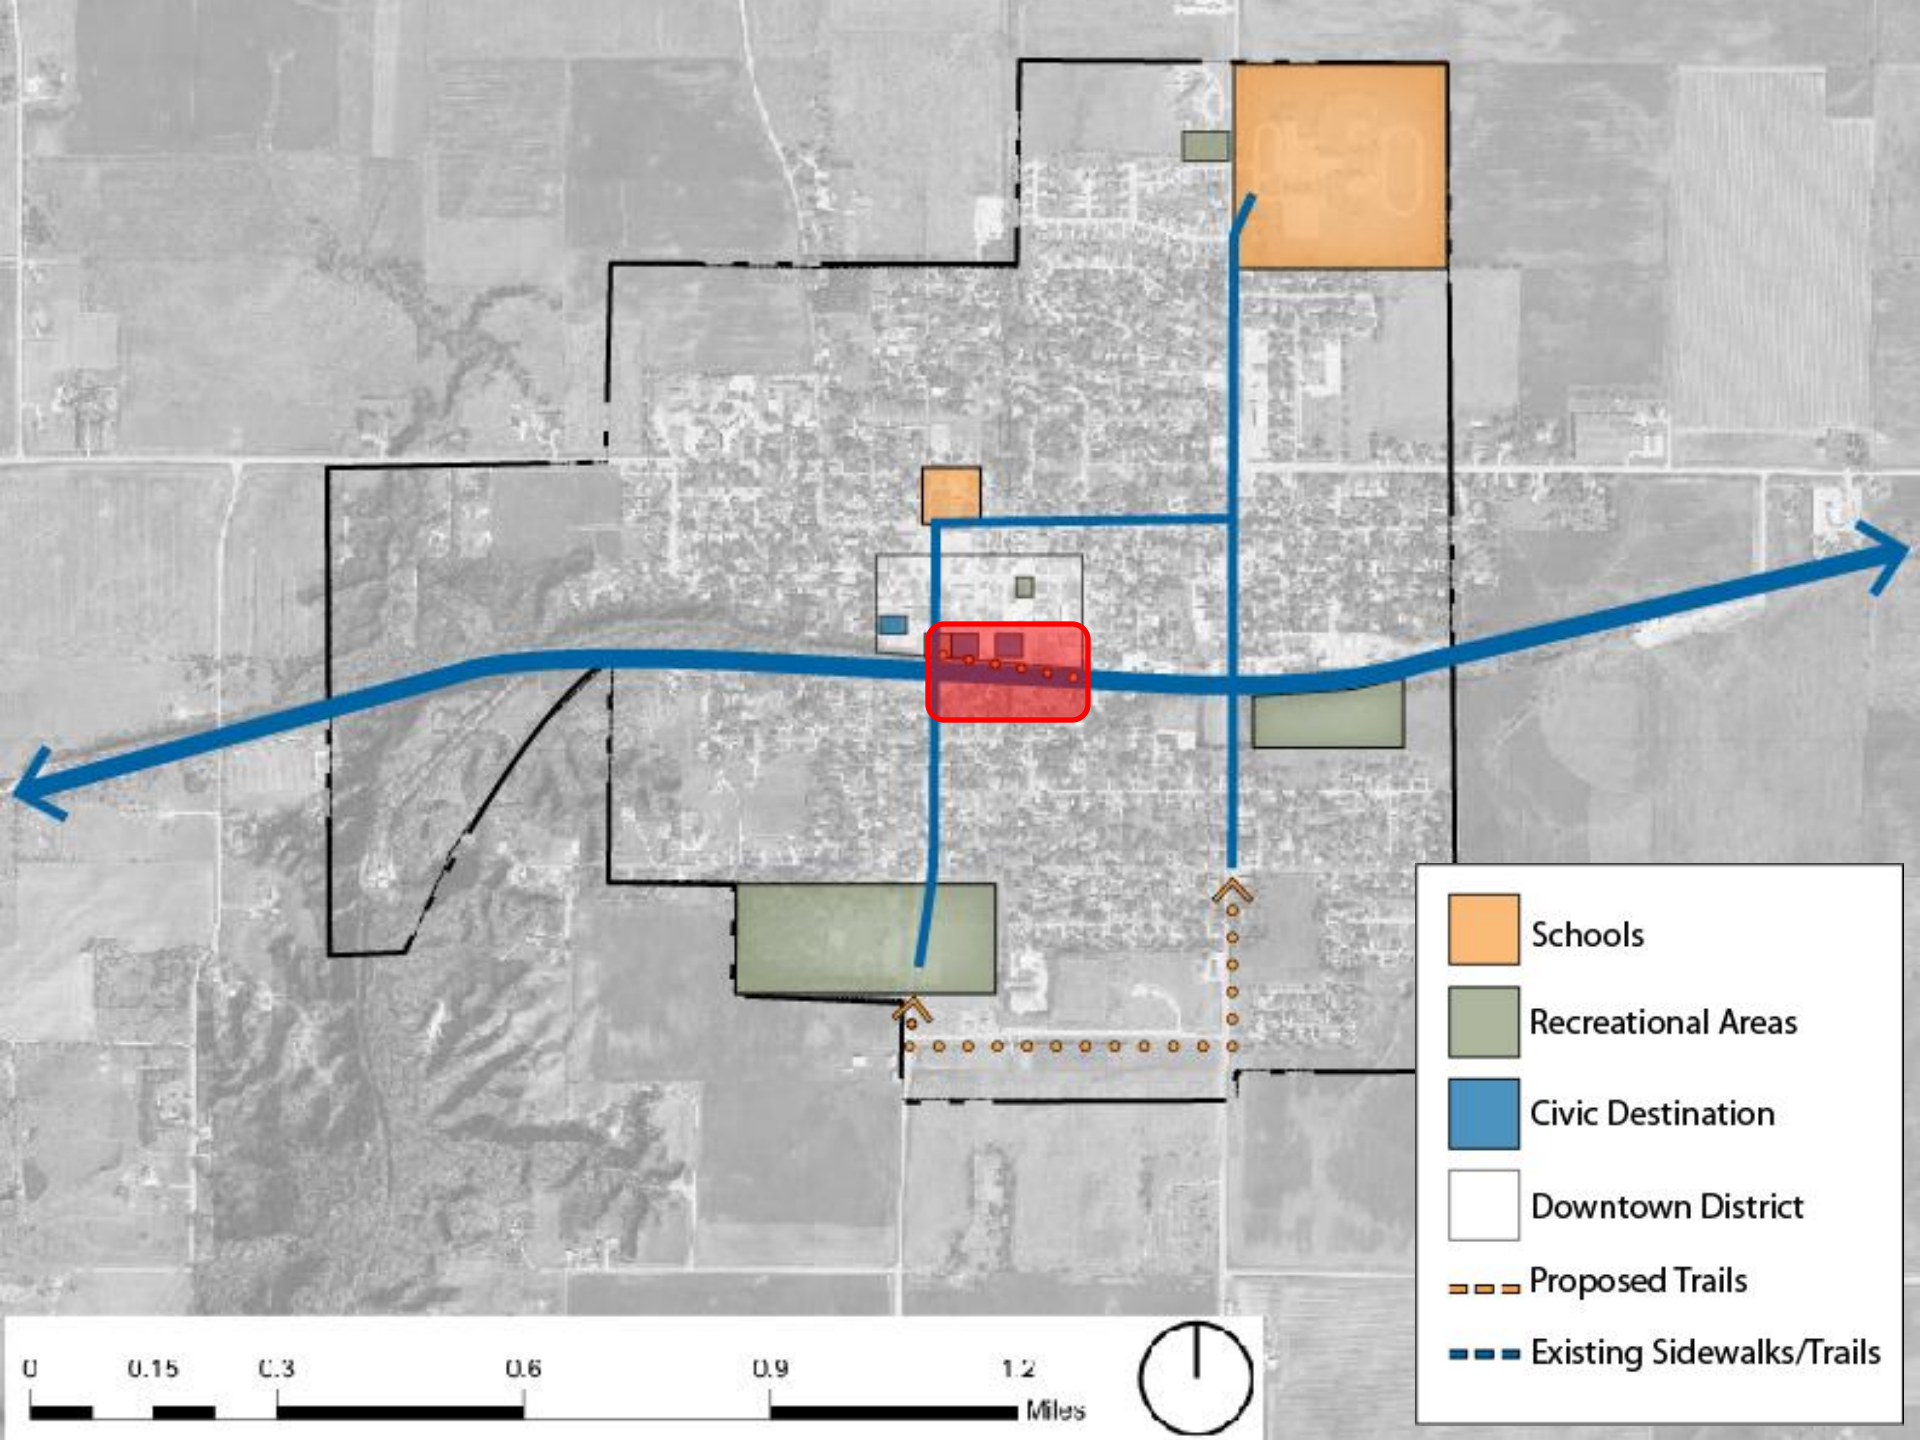 Schools
Recreational Areas
Civic Destination
Downtown District
Proposed Trails
Existing Sidewalks/Trails
0 0.15 0.3 0.6 0.9 1.2
Miles